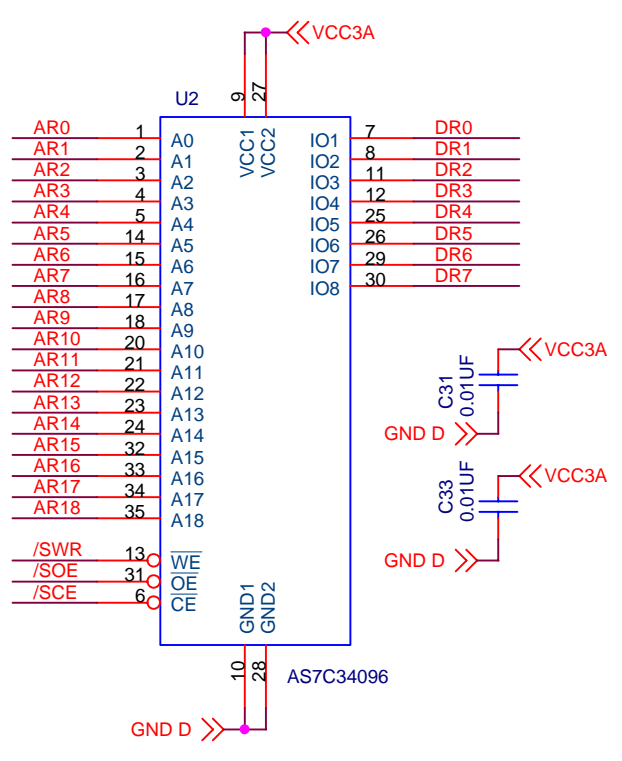 VCC3A
U2
9
27
VCC1
VCC2
AR0 1 A0
AR1 2 A1
AR2 3 A2
AR3 4 A3
AR4 5 A4
AR5 14 A5
AR6 15 A6
AR7 16 A7
AR8 17 A8
AR9 18 A9
AR10 20 A10
AR11 21 A11
AR12 22 A12
AR13 23 A13
AR14 24 A14
AR15 32 A15
AR16 33 A16
AR17 34 A17
AR18 35 A18
/SWR 13 WE
/SOE 31 OE
/SCE 6 CE
IO1 7 DR0
IO2 8 DR1
IO3 11 DR2
IO4 12 DR3
IO5 25 DR4
IO6 26 DR5
IO7 29 DR6
IO8 30 DR7
VCC3A
C31
0.01UF
GND D
VCC3A
C33
0.01UF
GND D
GND1
GND2
10
28
AS7C34096
GND D